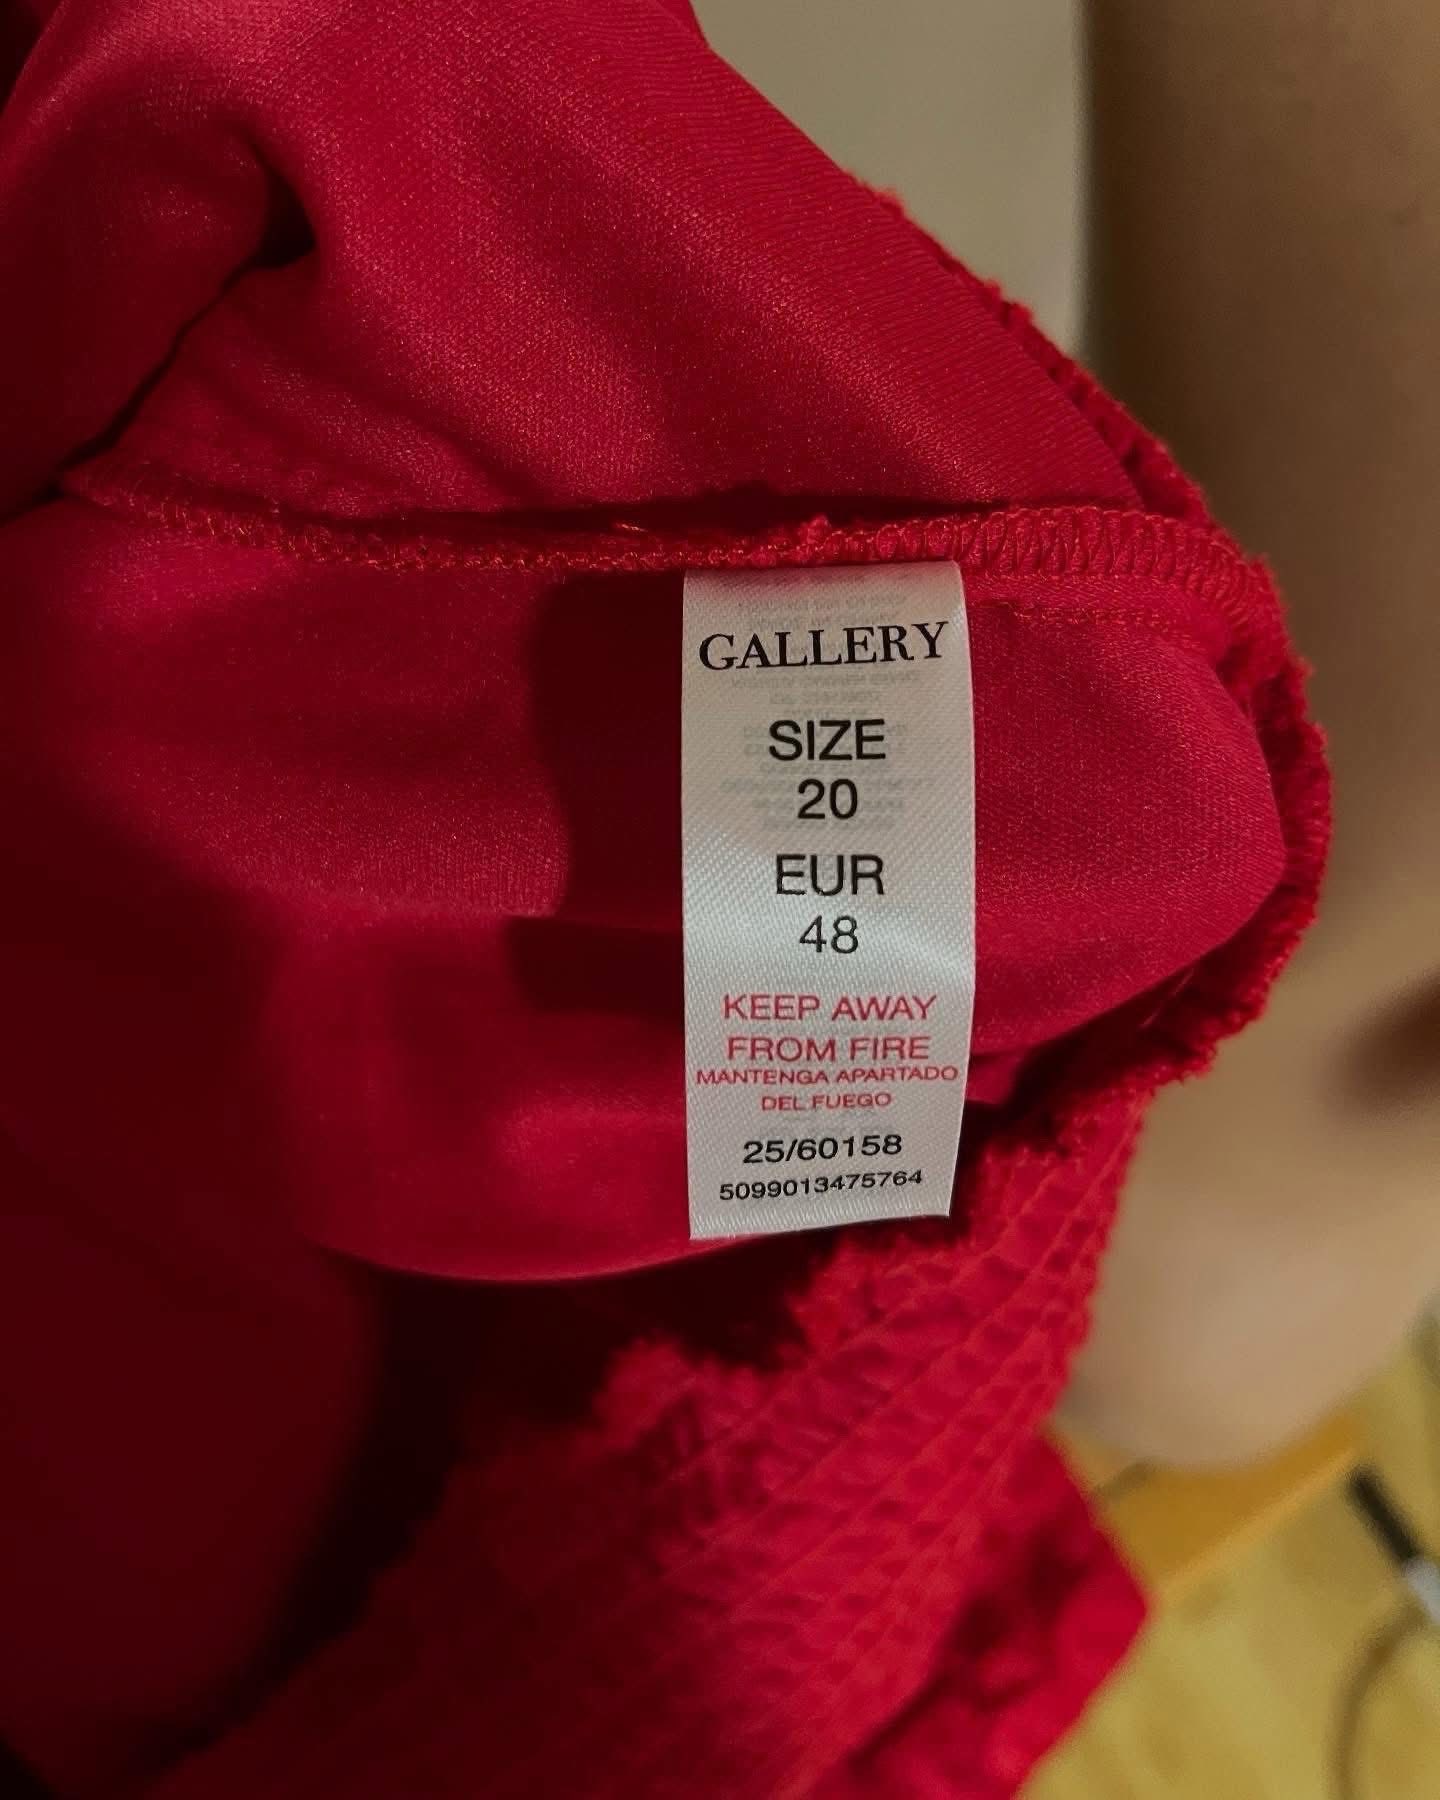 GALLERY
SIZE
20
EUR
48
KEEP AWAY
FROM FIRE
MANTENGA APARTADO
DEL FUEGO
25/60158
5099013475764